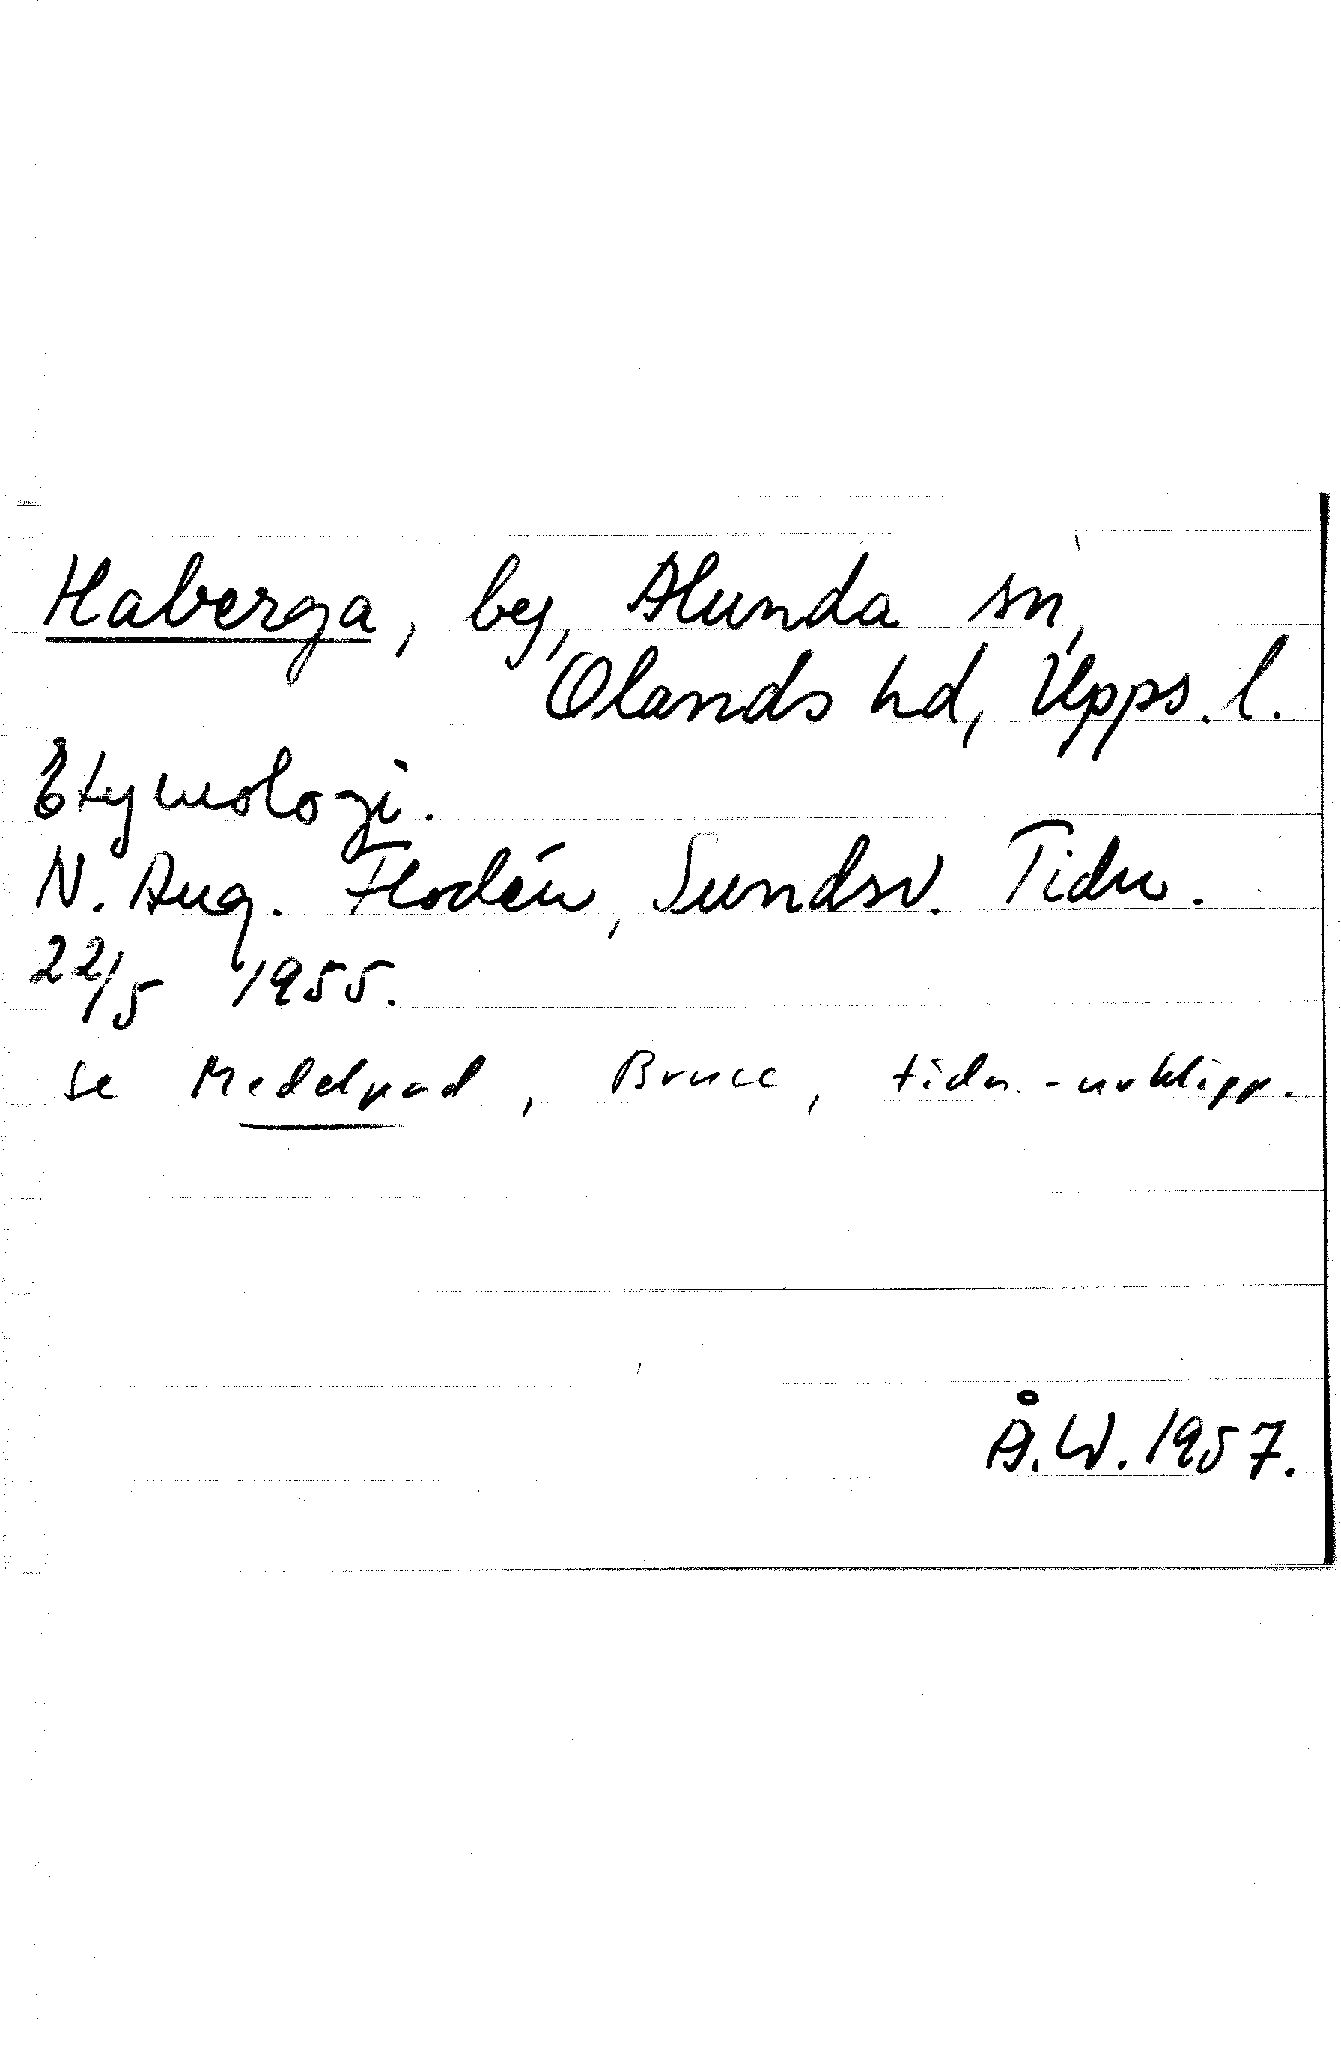 Haberga, by, Alunda sn,
Olands hd, Upps. l.
Etymologi.
N. Aug. Flodén, Sundsv. Tidn.
22/5 1955.
se Medelpad, Bruce, tidn.-urklipp.
Å.W. 1957.